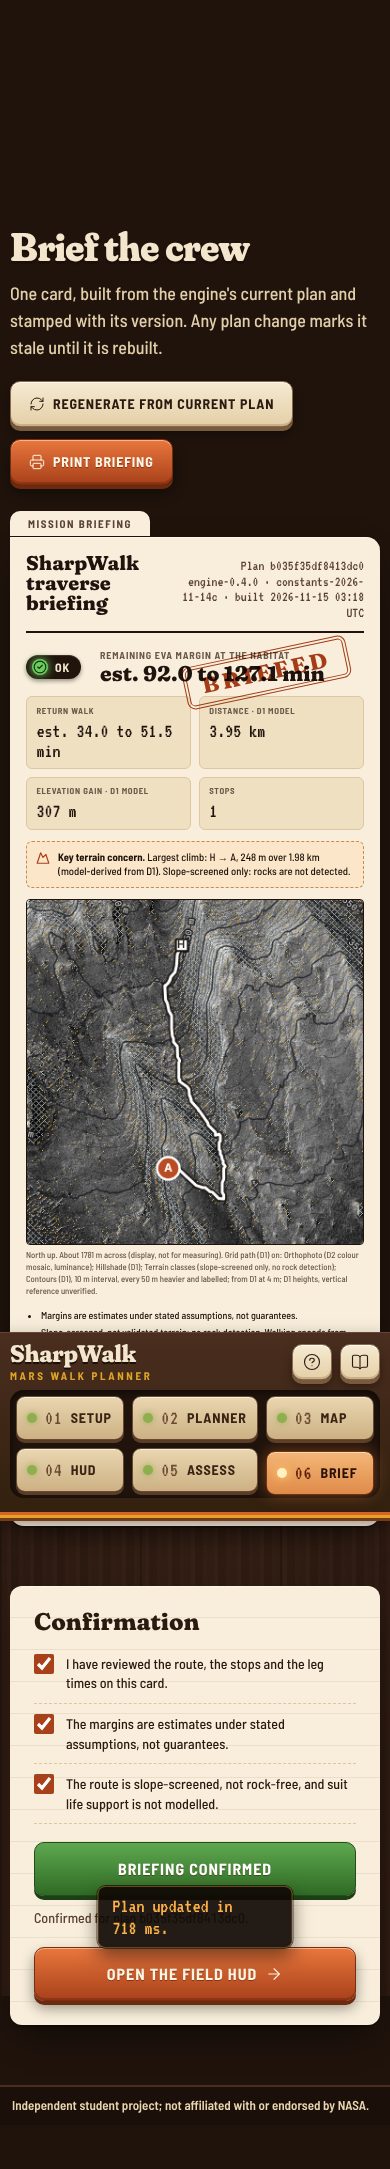 Brief the crew
One card, built from the engine's current plan and
stamped with its version. Any plan change marks it
stale until it is rebuilt.
REGENERATE FROM CURRENT PLAN
PRINT BRIEFING
MISSION BRIEFING
SharpWalk
traverse
briefing
Plan b035f35df8413dc0
engine-0.4.0 · constants-2026-
11-14c · built 2026-11-15 03:18
UTC
OK
REMAINING EVA MARGIN AT THE HABITAT
est. 92.0 to 127.1 min
BRIEFED
RETURN WALK
est. 34.0 to 51.5
min
DISTANCE · D1 MODEL
3.95 km
ELEVATION GAIN · D1 MODEL
307 m
STOPS
1
Key terrain concern. Largest climb: H → A, 248 m over 1.98 km
(model-derived from D1). Slope-screened only: rocks are not detected.
H
A
North up. About 1781 m across (display, not for measuring). Grid path (D1) on: Orthophoto (D2 colour
mosaic, luminance); Hillshade (D1); Terrain classes (slope-screened only, no rock detection);
Contours (D1), 10 m interval, every 50 m heavier and labelled; from D1 at 4 m; D1 heights, vertical
reference unverified.
• Margins are estimates under stated assumptions, not guarantees.
SharpWalk
MARS WALK PLANNER
01 SETUP
02 PLANNER
03 MAP
04 HUD
05 ASSESS
06 BRIEF
Confirmation
I have reviewed the route, the stops and the leg
times on this card.
The margins are estimates under stated
assumptions, not guarantees.
The route is slope-screened, not rock-free, and suit
life support is not modelled.
BRIEFING CONFIRMED
Confirmed for plan b035f35df8413dc0.
Plan updated in
718 ms.
OPEN THE FIELD HUD →
Independent student project; not affiliated with or endorsed by NASA.